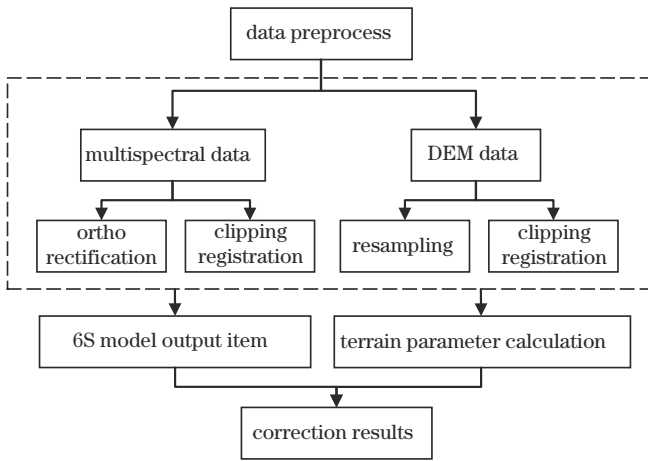 data preprocess
multispectral data
DEM data
ortho
rectification
clipping
registration
resampling
clipping
registration
6S model output item
terrain parameter calculation
correction results